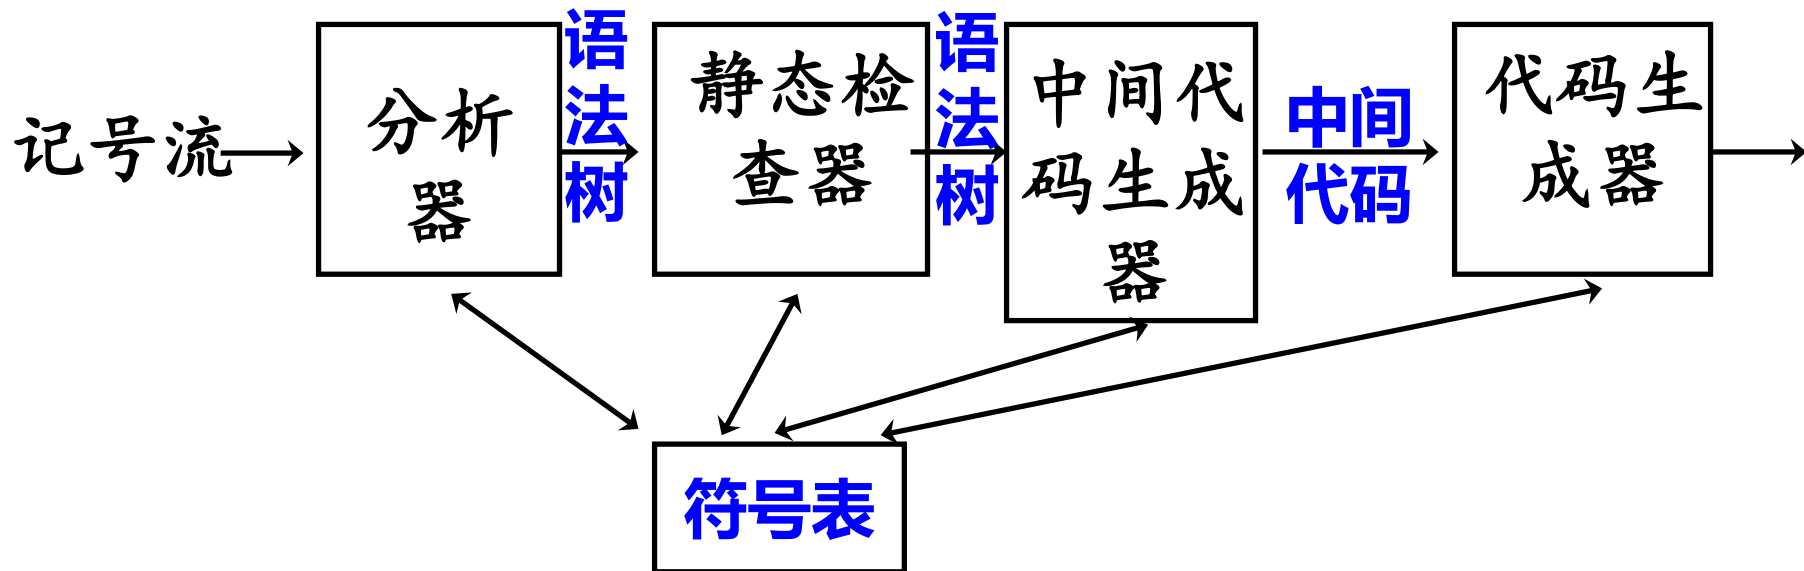 记号流
分析
器
语
法
树
静态检
查器
语
法
树
中间代
码生成
器
中间
代码
代码生
成器
符号表